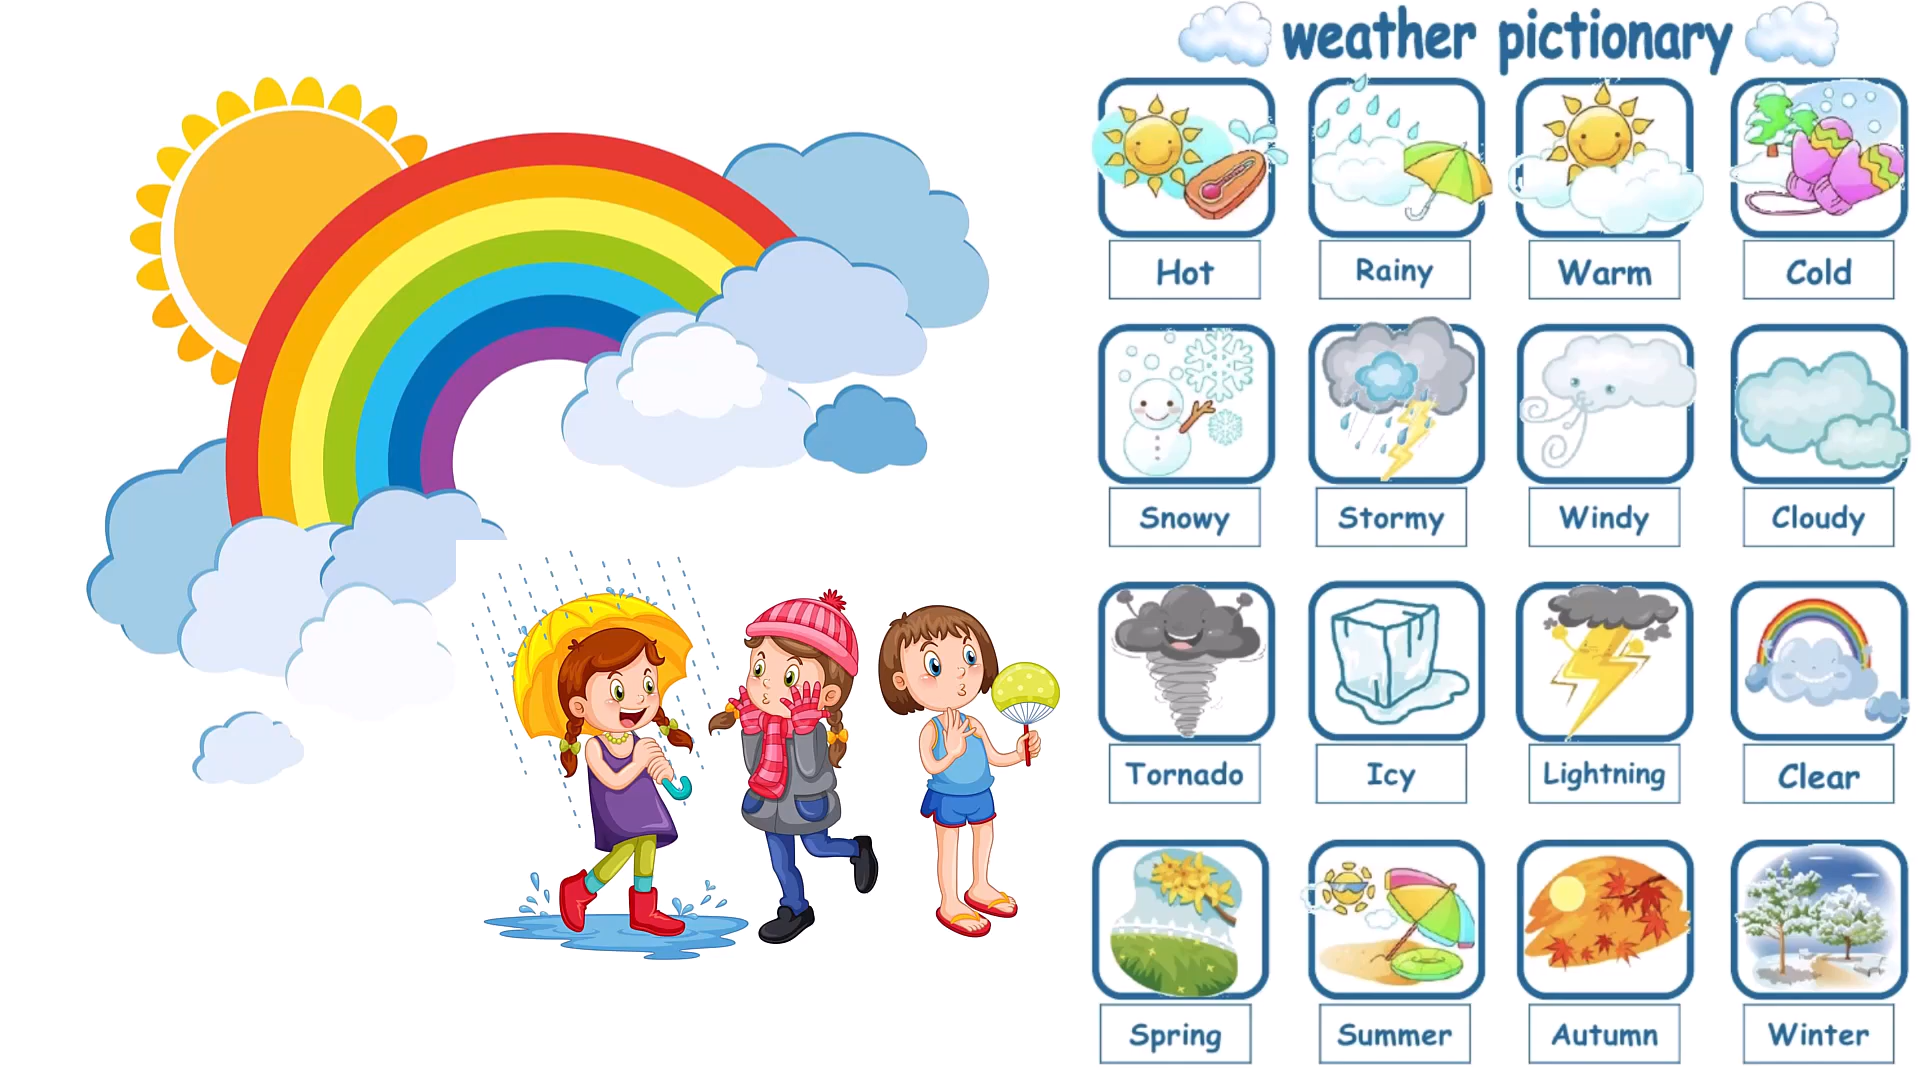 weather pictionary
Hot
Rainy
Warm
Cold
Snowy
Stormy
Windy
Cloudy
Tornado
Icy
Lightning
Clear
Spring
Summer
Autumn
Winter